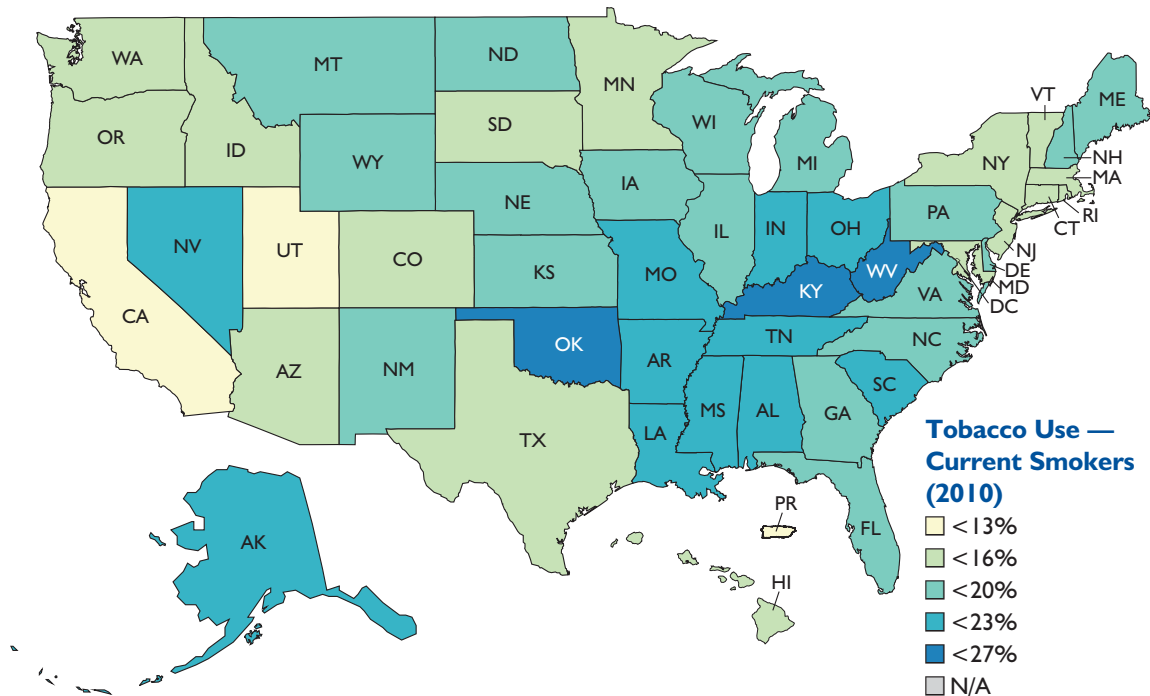 WA
MT
ND
MN
VT
ME
OR
ID
SD
WI
NY
WY
MI
NH
MA
IA
RI
NE
PA
CT
NV
UT
IL
IN
OH
NJ
CO
WV
DE
KS
MO
KY
MD
VA
DC
CA
TN
NC
OK
AZ
NM
AR
SC
MS
AL
GA
TX
LA
Tobacco Use —
Current Smokers
(2010)
PR
FL
AK
HI
<13%
<16%
<20%
<23%
<27%
N/A